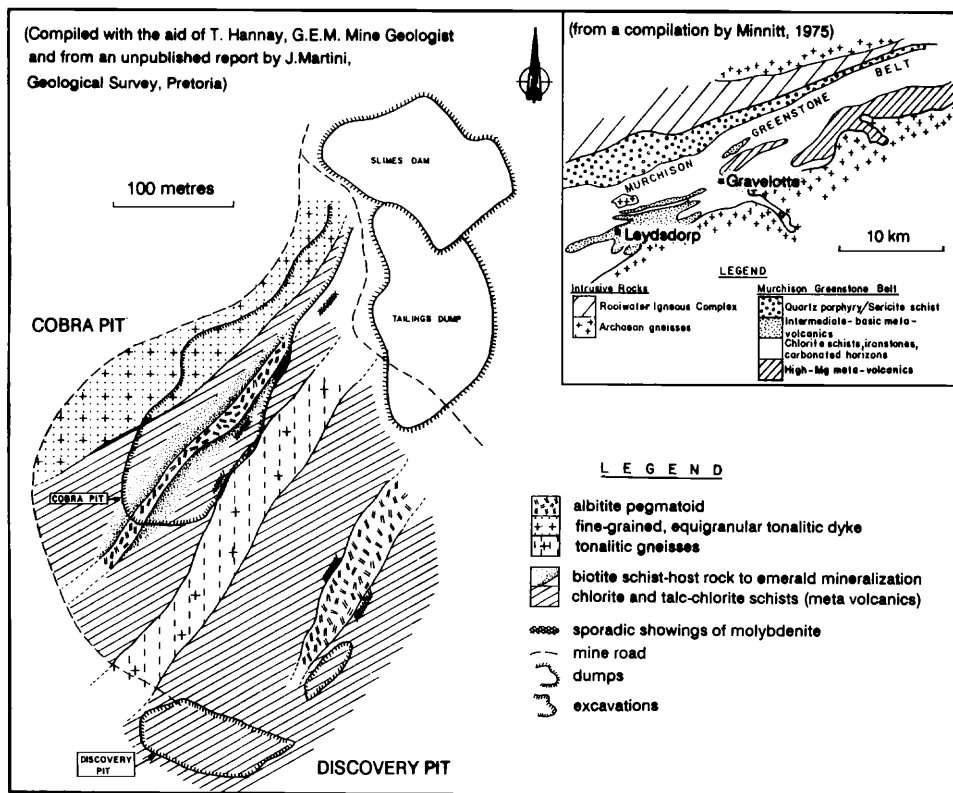 (Compiled with the aid of T. Hannay, G.E.M. Mine Geologist
and from an unpublished report by J.Martini,
Geological Survey, Pretoria)
100 metres
SLIMES DAM
TAILINGS DUMP
COBRA PIT
COBRA PIT
DISCOVERY PIT
DISCOVERY
PIT
(from a compilation by Minnitt, 1975)
MURCHISON GREENSTONE BELT
Gravelotte
Leydsdorp
10 km
LEGEND
Intrusive Rocks
Rooiwater Igneous Complex
Archaean gneisses
Murchison Greenstone Belt
Quartz porphyry/Sericite schist
Intermediate-basic meta-
volcanics
Chlorite schists, ironstones,
carbonated horizons
High-Mg meta-volcanics
LEGEND
albitite pegmatoid
fine-grained, equigranular tonalitic dyke
tonalitic gneisses
biotite schist-host rock to emerald mineralization
chlorite and talc-chlorite schists (meta volcanics)
sporadic showings of molybdenite
mine road
dumps
excavations